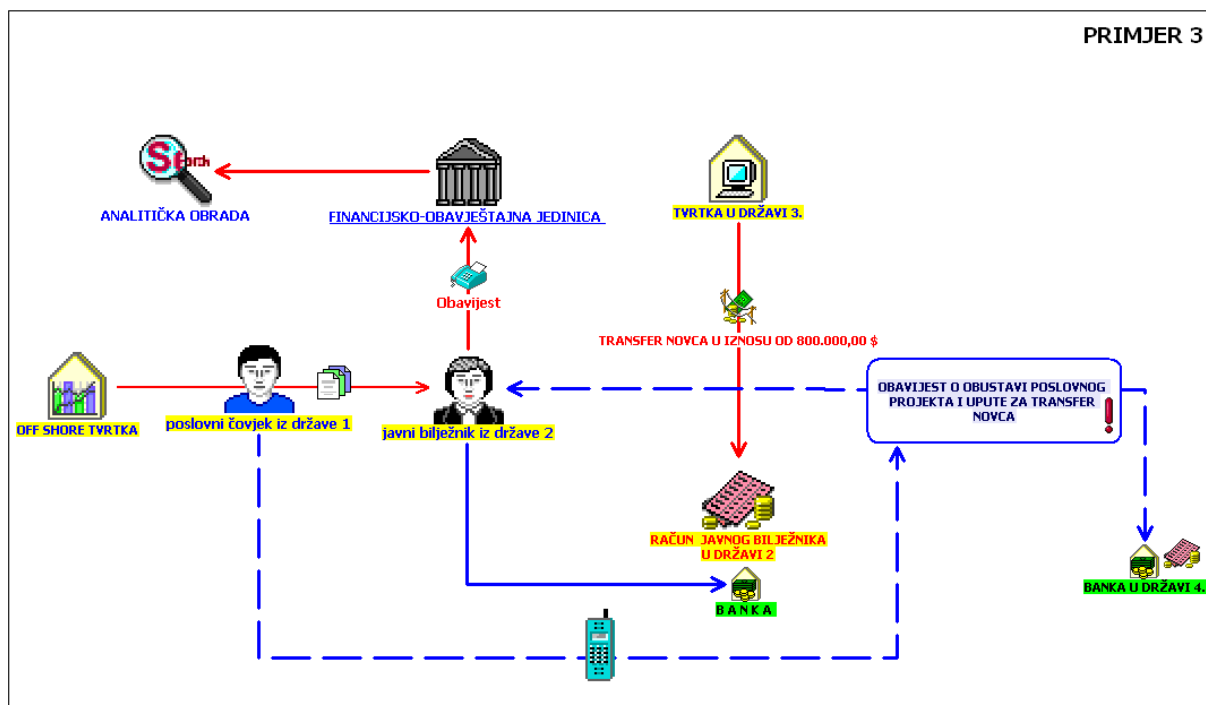 PRIMJER 3
ANALITIČKA OBRADA
FINANCIJSKO-OBAVJEŠTAJNA JEDINICA
TVRTKA U DRŽAVI 3.
Obavijest
TRANSFER NOVCA U IZNOSU OD 800.000,00 $
OFF SHORE TVRTKA
poslovni čovjek iz države 1
javni bilježnik iz države 2
OBAVIJEST O OBUSTAVI POSLOVNOG
PROJEKTA I UPUTE ZA TRANSFER
NOVCA
RAČUN JAVNOG BILJEŽNIKA
U DRŽAVI 2
B A N K A
BANKA U DRŽAVI 4.